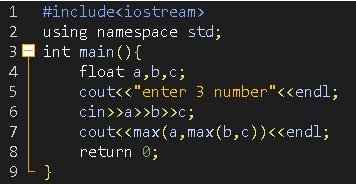 1 #include<iostream>
2 using namespace std;
3 int main(){
4 float a,b,c;
5 cout<<"enter 3 number"<<endl;
6 cin>>a>>b>>c;
7 cout<<max(a,max(b,c))<<endl;
8 return 0;
9 }